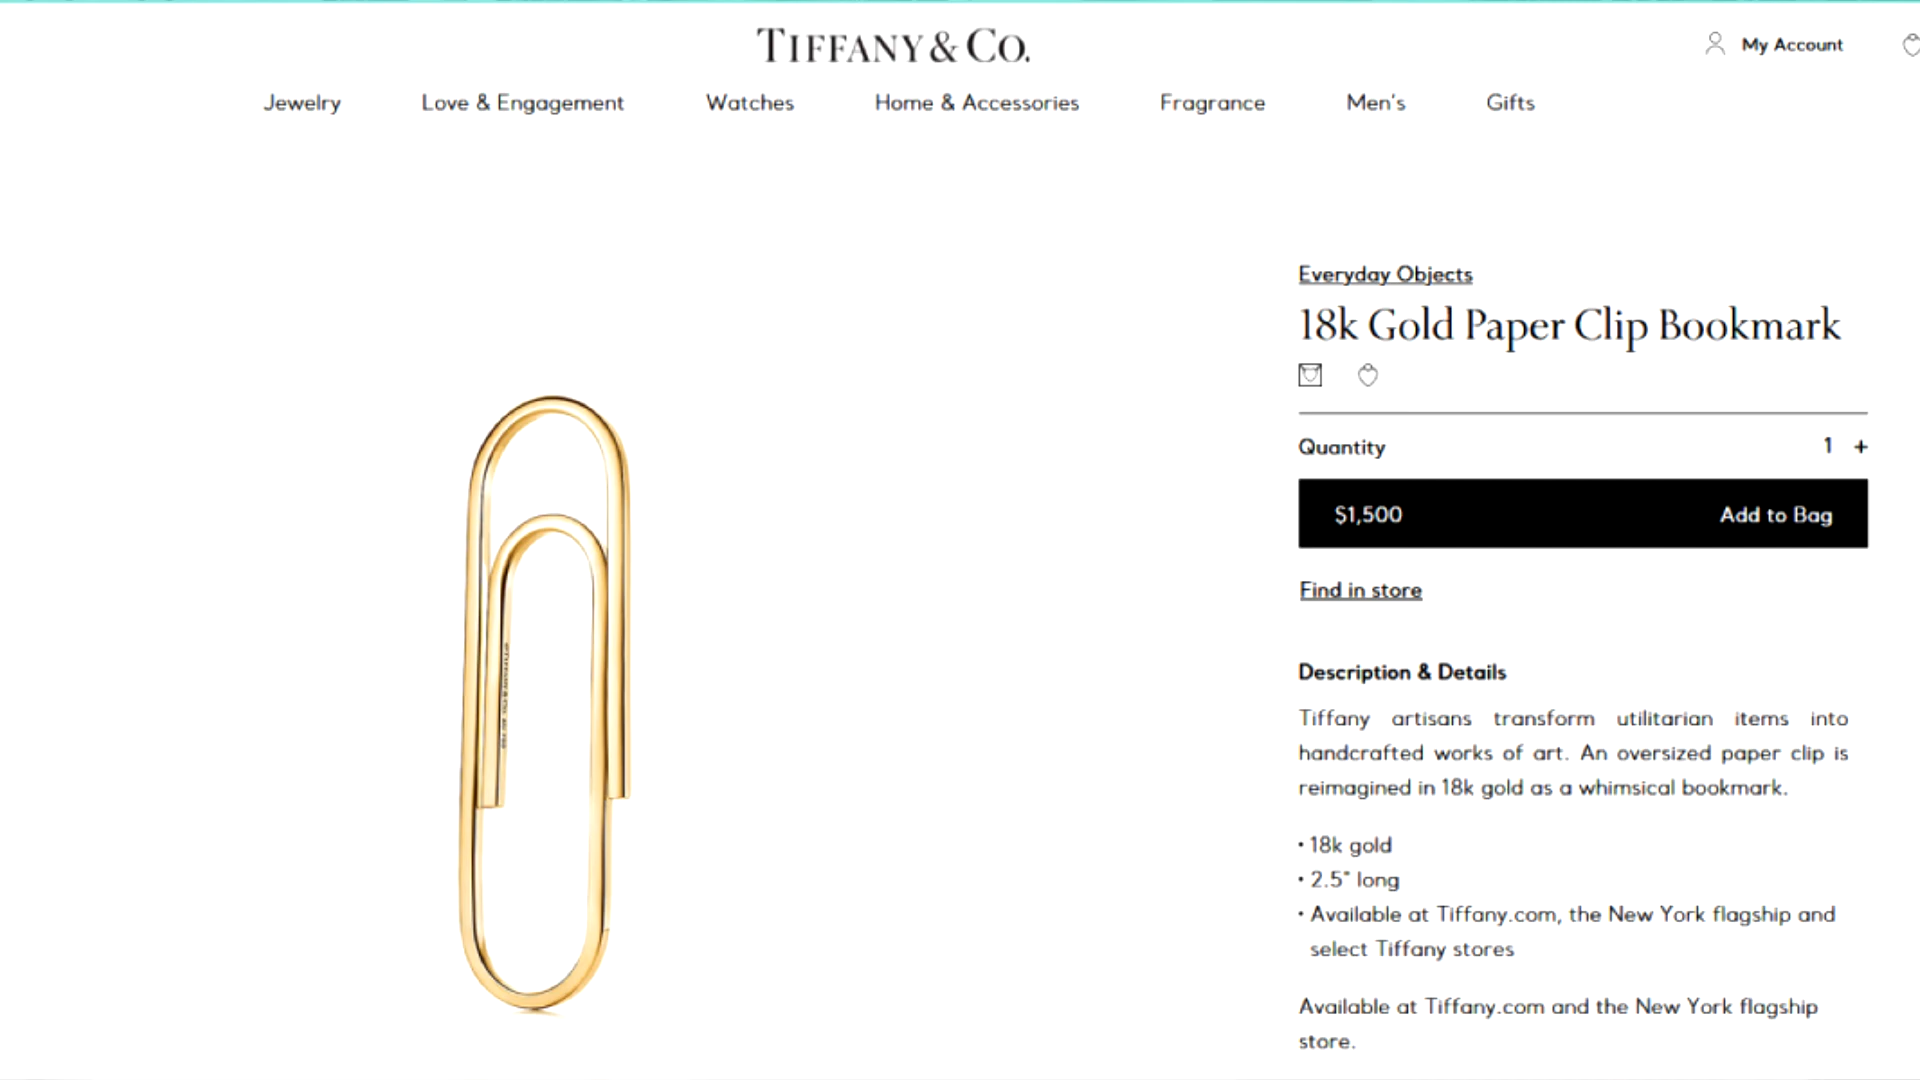 TIFFANY & CO.
My Account
Jewelry
Love & Engagement
Watches
Home & Accessories
Fragrance
Men's
Gifts
Everyday Objects
18k Gold Paper Clip Bookmark
Quantity
1 +
$1,500
Add to Bag
Find in store
Description & Details
Tiffany artisans transform utilitarian items into
handcrafted works of art. An oversized paper clip is
reimagined in 18k gold as a whimsical bookmark.
• 18k gold
• 2.5" long
• Available at Tiffany.com, the New York flagship and
select Tiffany stores
Available at Tiffany.com and the New York flagship
store.